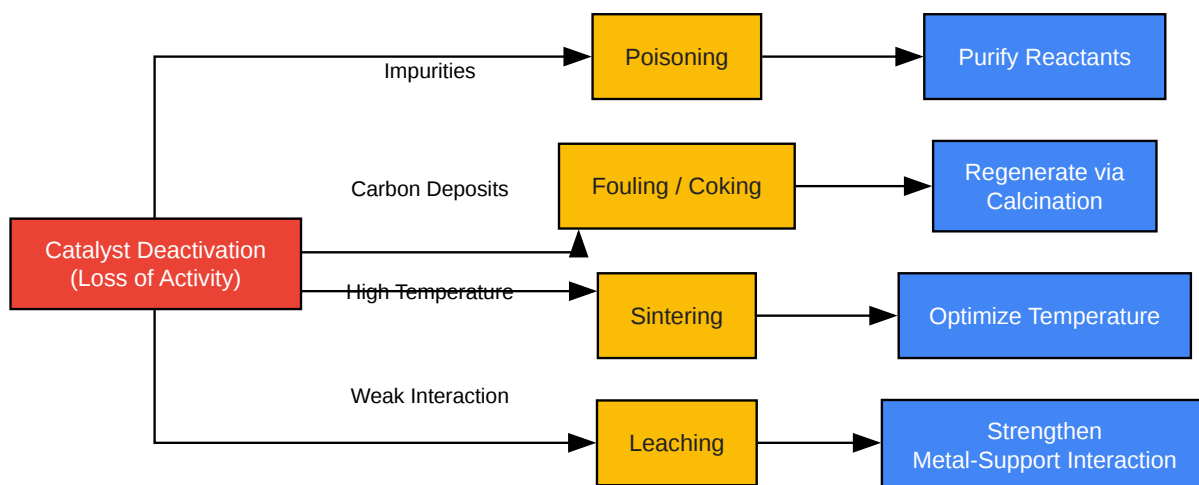 Impurities
Poisoning
Purify Reactants
Carbon Deposits
Fouling / Coking
Regenerate via
Calcination
Catalyst Deactivation
(Loss of Activity)
High Temperature
Sintering
Optimize Temperature
Weak Interaction
Leaching
Strengthen
Metal-Support Interaction